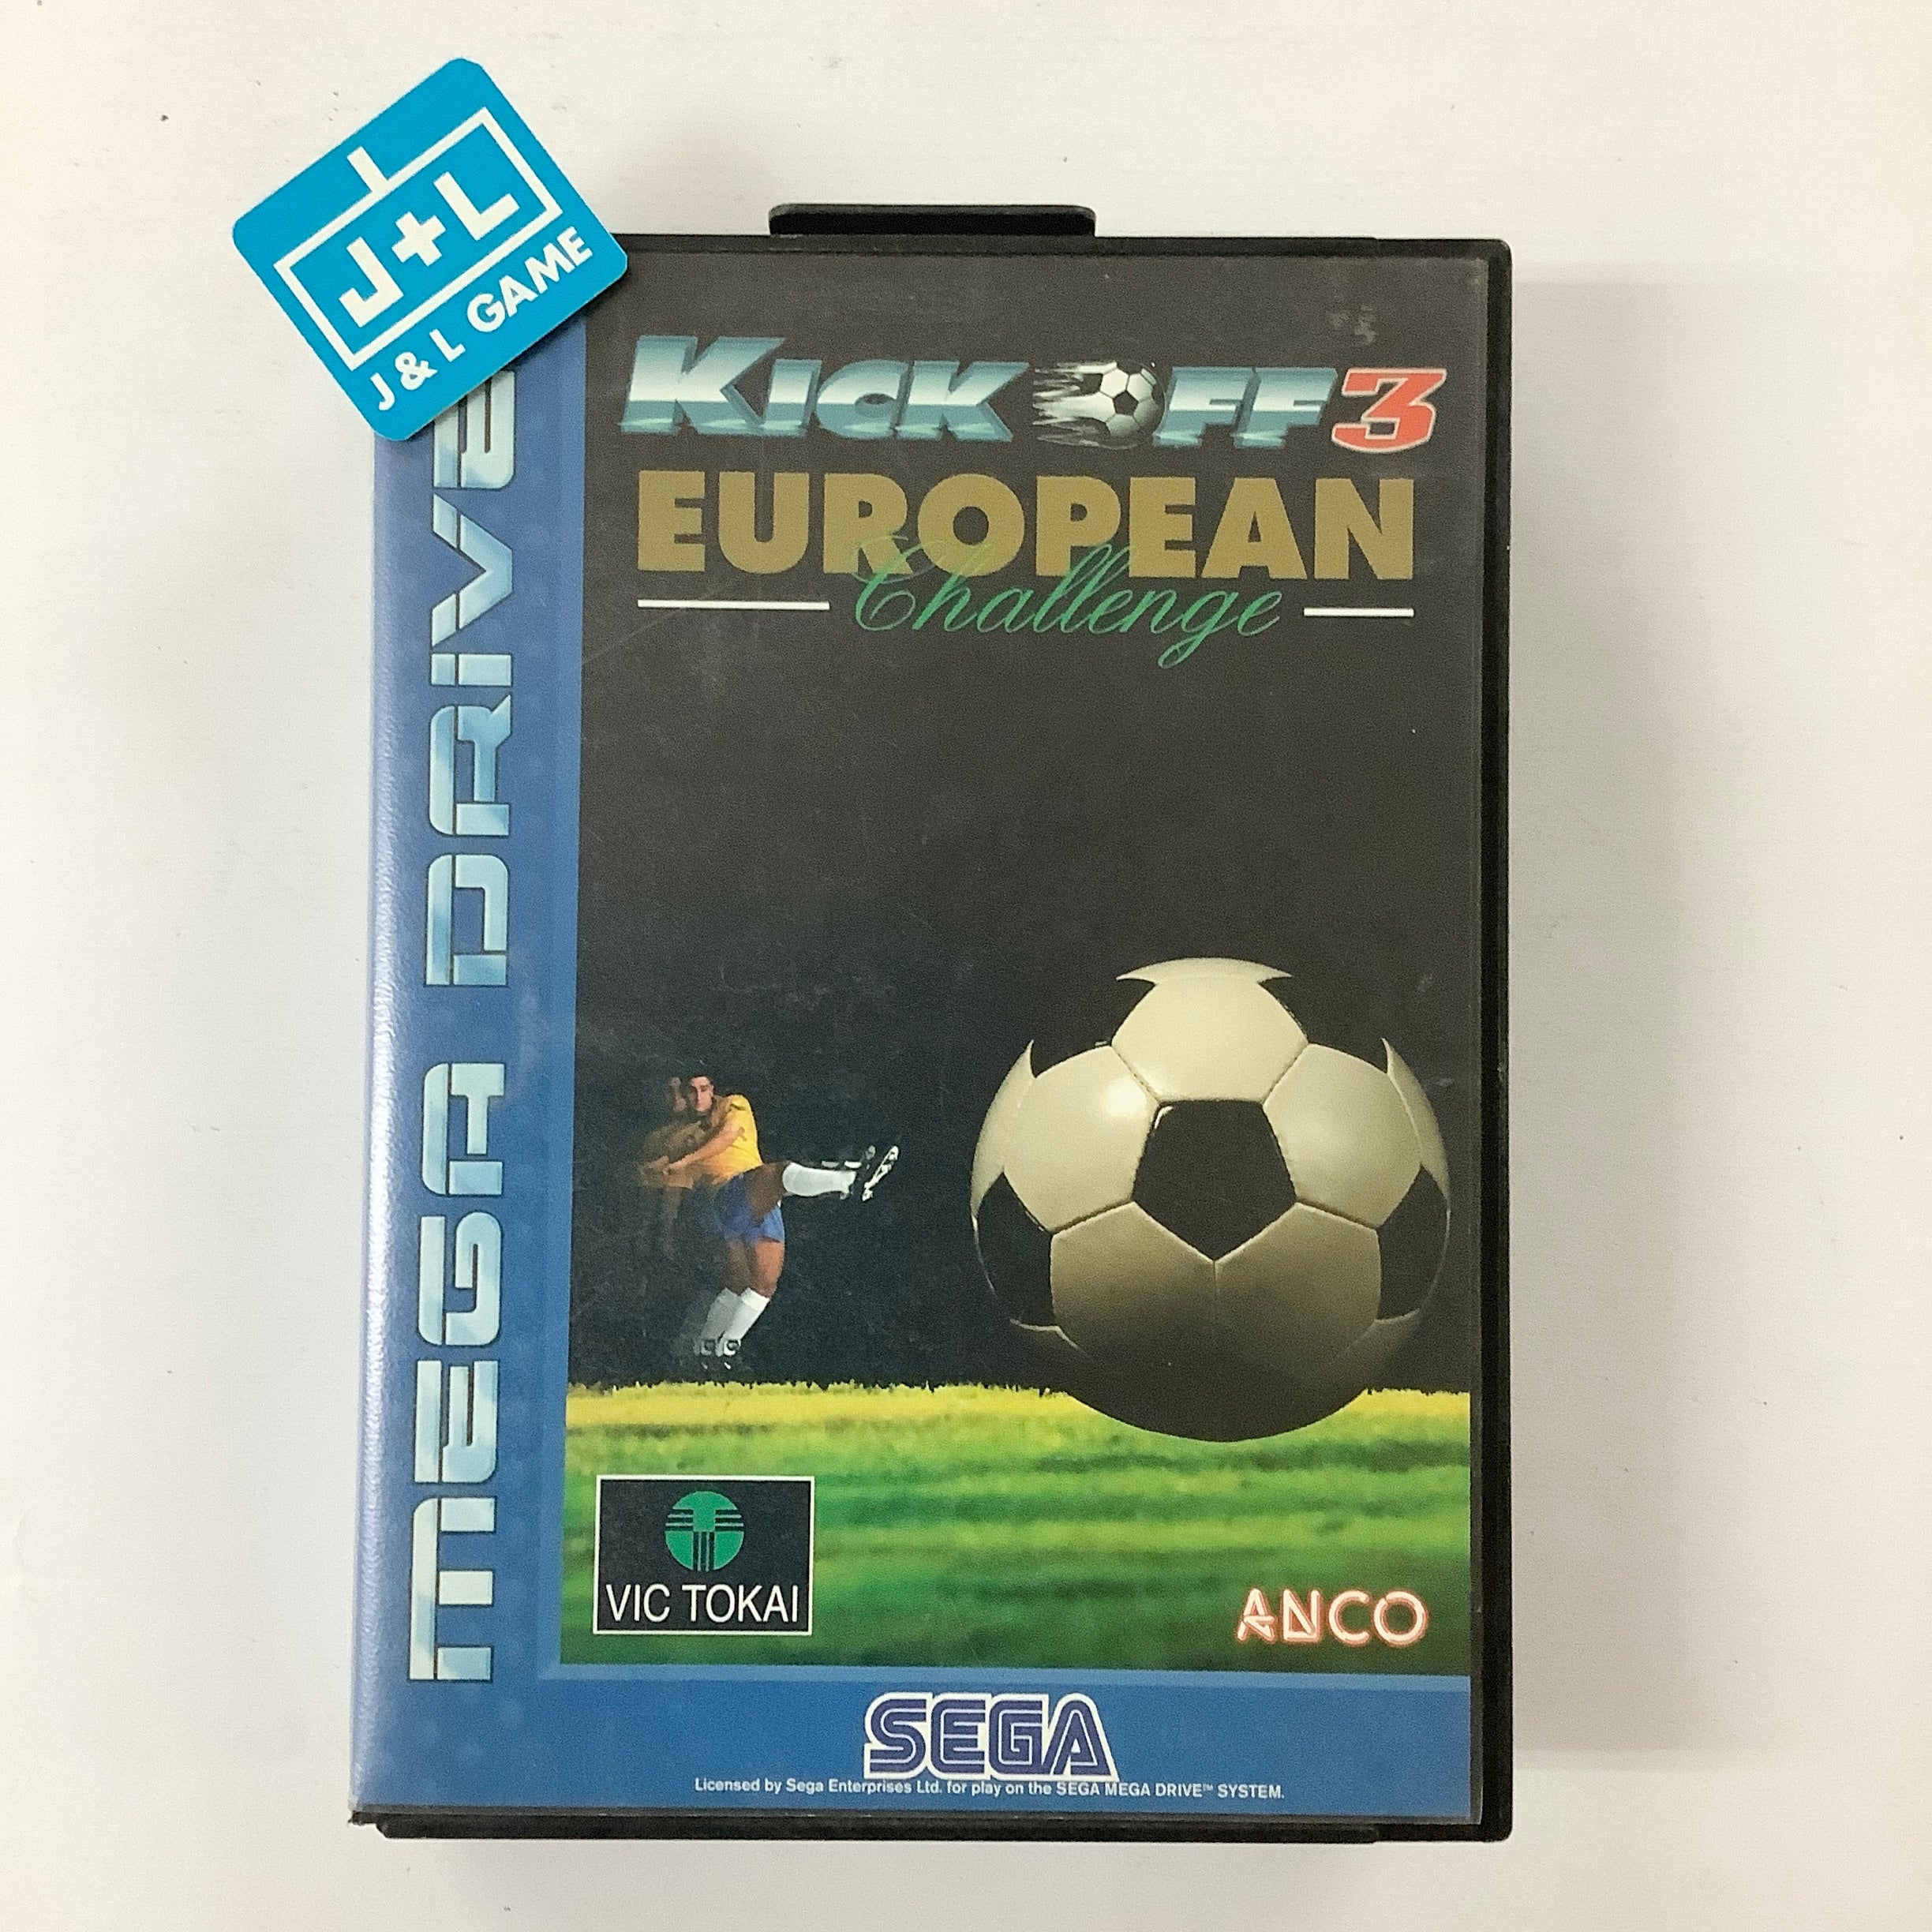 J+L
J & L GAME
MEGA DRIVE
KICK OFF 3
EUROPEAN
Challenge
VIC TOKAI
ANCO
SEGA
Licensed by Sega Enterprises Ltd. for play on the SEGA MEGA DRIVE™ SYSTEM.